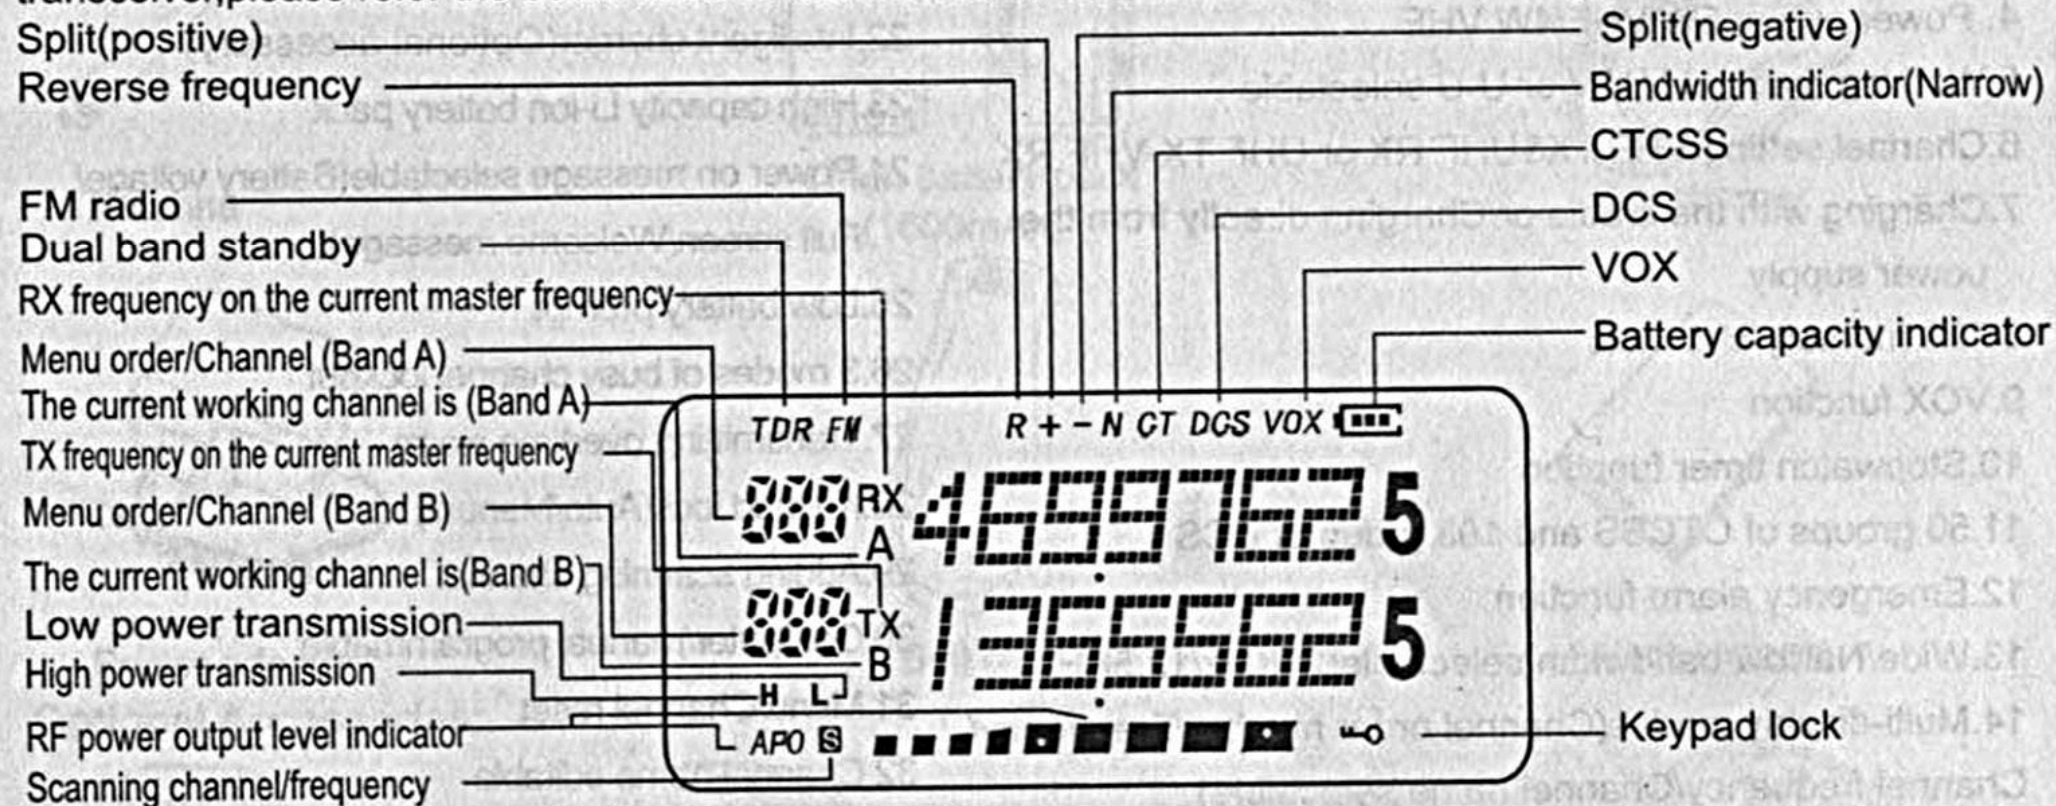 Split(positive)
Reverse frequency
FM radio
Dual band standby
RX frequency on the current master frequency
Menu order/Channel (Band A)
The current working channel is (Band A)
TX frequency on the current master frequency
Menu order/Channel (Band B)
The current working channel is(Band B)
Low power transmission
High power transmission
RF power output level indicator
Scanning channel/frequency
Split(negative)
Bandwidth indicator(Narrow)
CTCSS
DCS
VOX
Battery capacity indicator
Keypad lock
TDR FM R + - N CT DCS VOX
888 RX A 469.9762 5
888 TX B 136.5562 5
H L
APO S